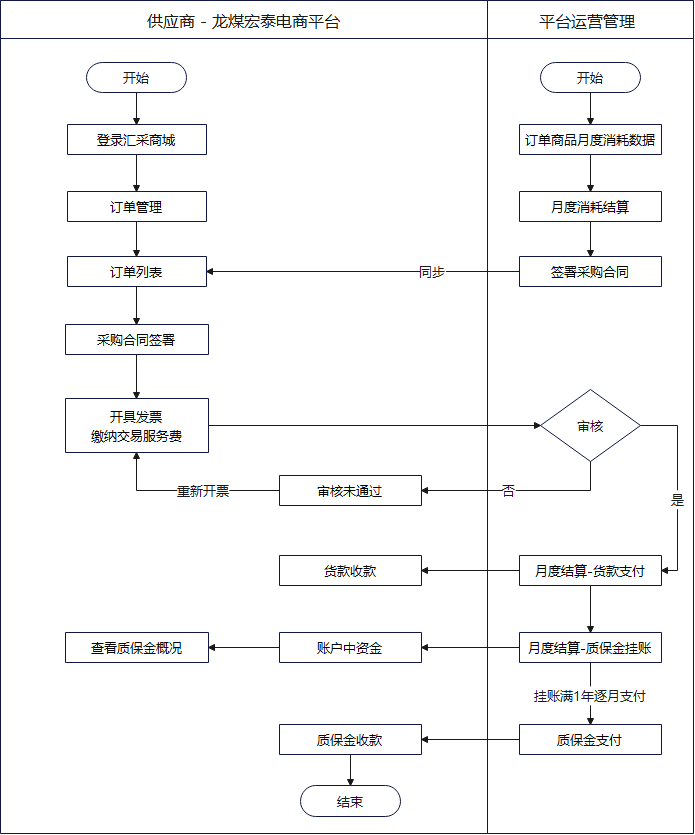 供应商 - 龙煤宏泰电商平台
平台运营管理
开始
开始
登录汇采商城
订单商品月度消耗数据
订单管理
月度消耗结算
订单列表
同步
签署采购合同
采购合同签署
开具发票
缴纳交易服务费
审核
重新开票
审核未通过
否
是
货款收款
月度结算-货款支付
查看质保金概况
账户中资金
月度结算-质保金挂账
挂账满1年逐月支付
质保金收款
质保金支付
结束